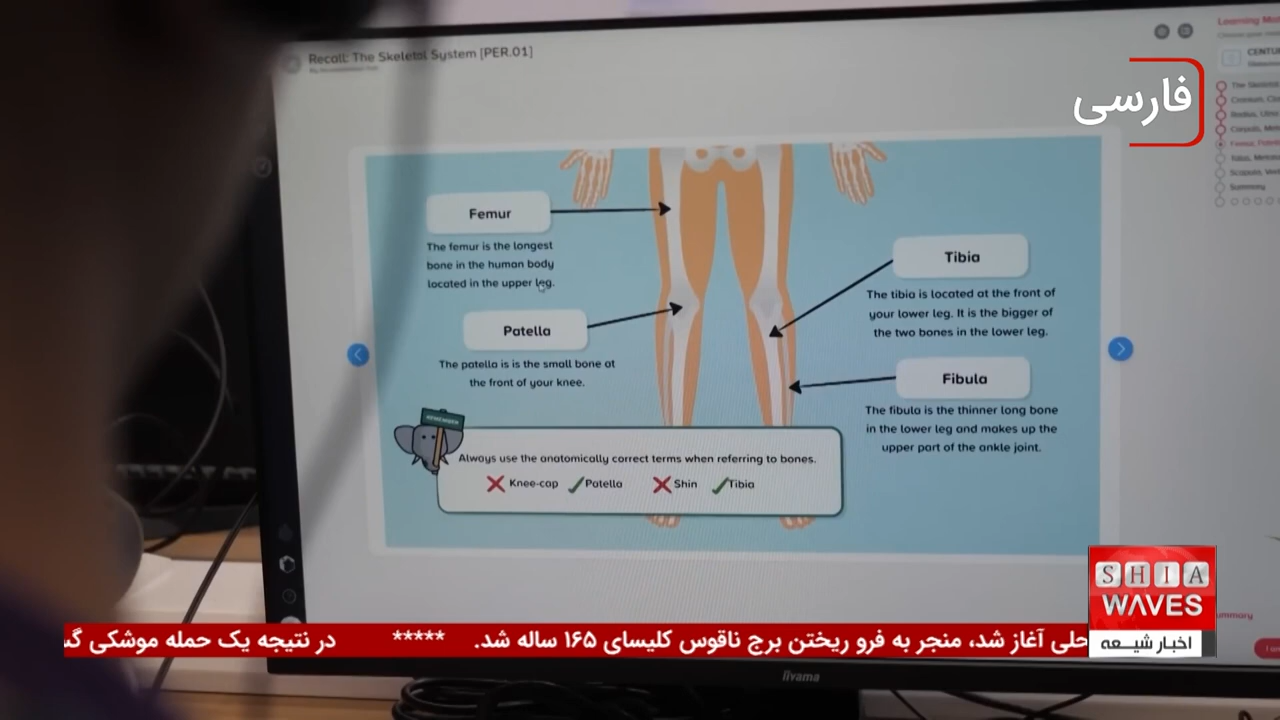 Recall: The Skeletal System [PER.01]
Learning
فارسی
Femur
The femur is the longest
bone in the human body
located in the upper leg.
Patella
The patella is is the small bone at
the front of your knee.
Tibia
The tibia is located at the front of
your lower leg. It is the bigger of
the two bones in the lower leg.
Fibula
The fibula is the thinner long bone
in the lower leg and makes up the
upper part of the ankle joint.
REMEMBER
Always use the anatomically correct terms when referring to bones.
Knee-cap Patella Shin Tibia
Summary
SHIA
WAVES
اخبار شیعه
حلی آغاز شد، منجر به فرو ریختن برج ناقوس کلیسای ۱۶۵ ساله شد. ***** در نتیجه یک حمله موشکی گس
iiyama